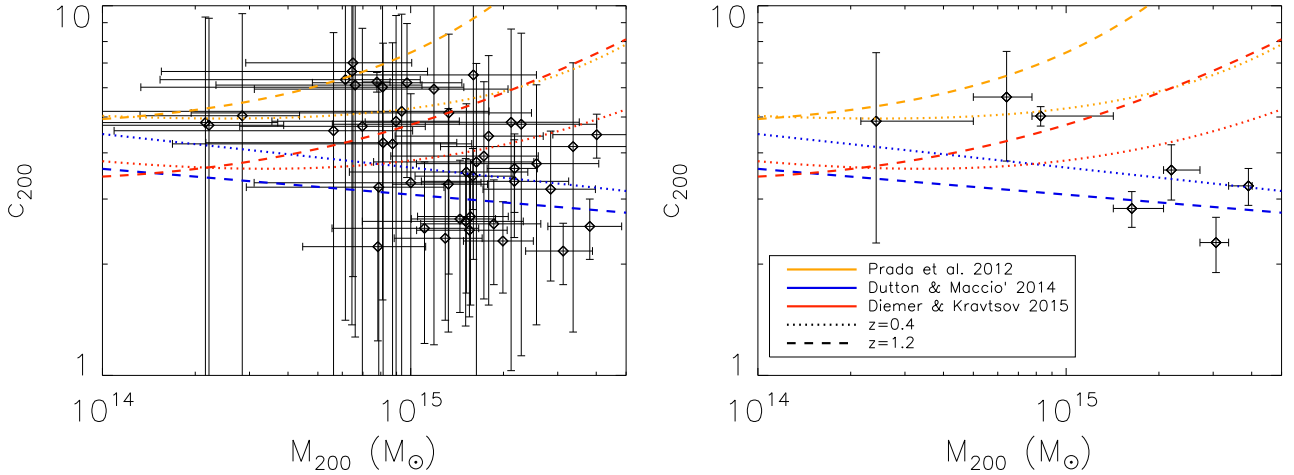 10
1
c200
10^14
10^15
M200 (M⊙)
10
1
c200
10^14
10^15
M200 (M⊙)
Prada et al. 2012
Dutton & Maccio' 2014
Diemer & Kravtsov 2015
z=0.4
z=1.2